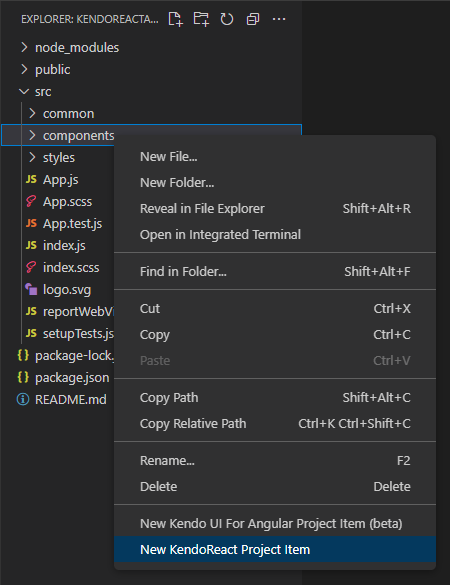 EXPLORER: KENDOREACTA...
node_modules
public
src
common
components
styles
JS App.js
App.scss
JS App.test.js
JS index.js
index.scss
logo.svg
JS reportWebVi
JS setupTests.js
{} package-lock.
{} package.json
README.md
New File...
New Folder...
Reveal in File Explorer Shift+Alt+R
Open in Integrated Terminal
Find in Folder... Shift+Alt+F
Cut Ctrl+X
Copy Ctrl+C
Paste Ctrl+V
Copy Path Shift+Alt+C
Copy Relative Path Ctrl+K Ctrl+Shift+C
Rename... F2
Delete Delete
New Kendo UI For Angular Project Item (beta)
New KendoReact Project Item